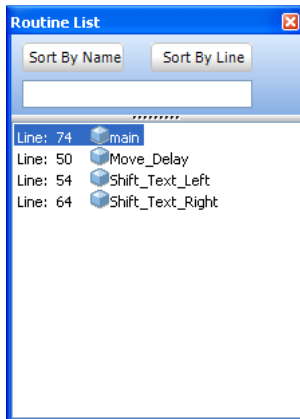 Routine List
Sort By Name Sort By Line
Line: 74 main
Line: 50 Move_Delay
Line: 54 Shift_Text_Left
Line: 64 Shift_Text_Right